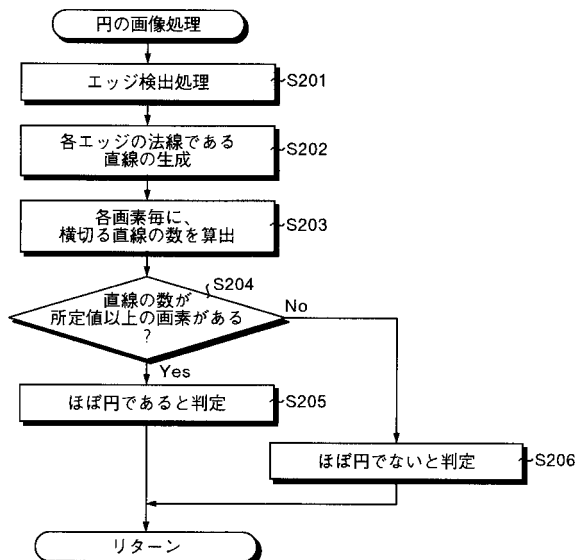 円の画像処理
エッジ検出処理
S201
各エッジの法線である
直線の生成
S202
各画素毎に、
横切る直線の数を算出
S203
S204
直線の数が
所定値以上の画素がある
?
No
Yes
ほぼ円であると判定
S205
ほぼ円でないと判定
S206
リターン